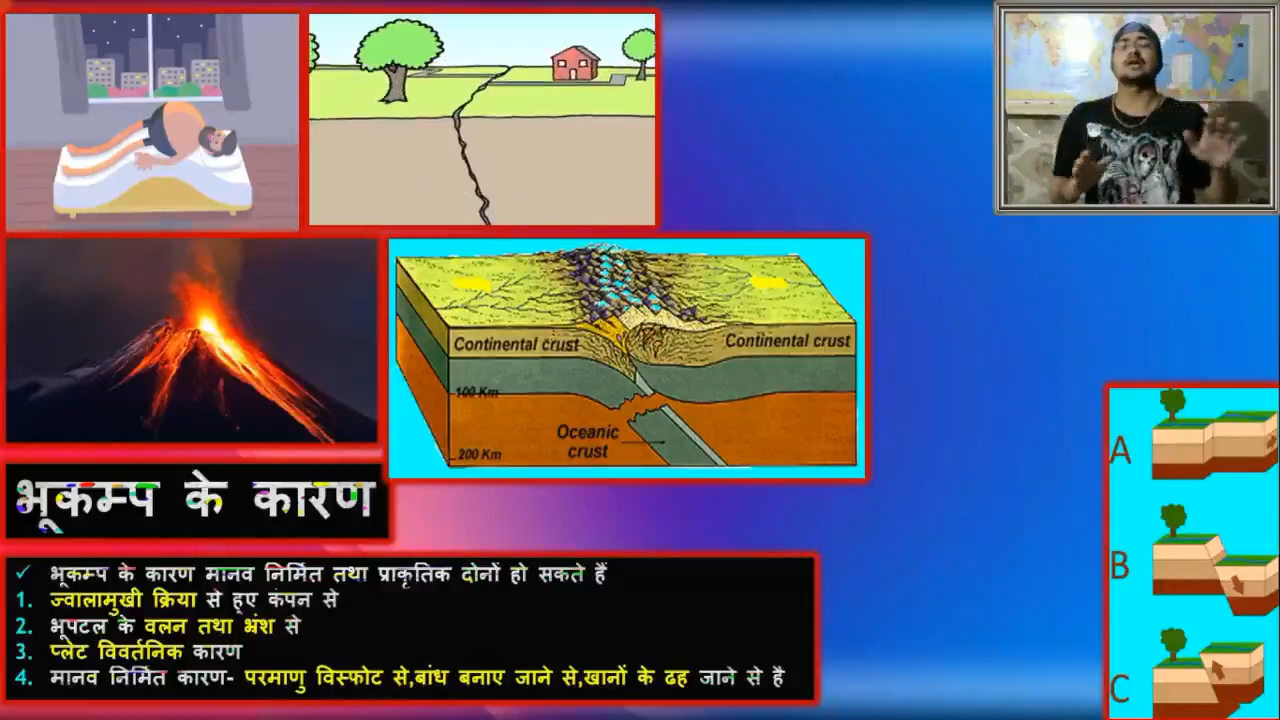 Continental crust
Continental crust
100 Km
Oceanic
crust
200 Km
A
B
C
भूकम्प के कारण
✓ भूकम्प के कारण मानव निर्मित तथा प्राकृतिक दोनों हो सकते हैं
1. ज्वालामुखी क्रिया से हुए कंपन से
2. भूपटल के वलन तथा भ्रंश से
3. प्लेट विवर्तनिक कारण
4. मानव निर्मित कारण- परमाणु विस्फोट से,बांध बनाए जाने से,खानों के ढह जाने से है